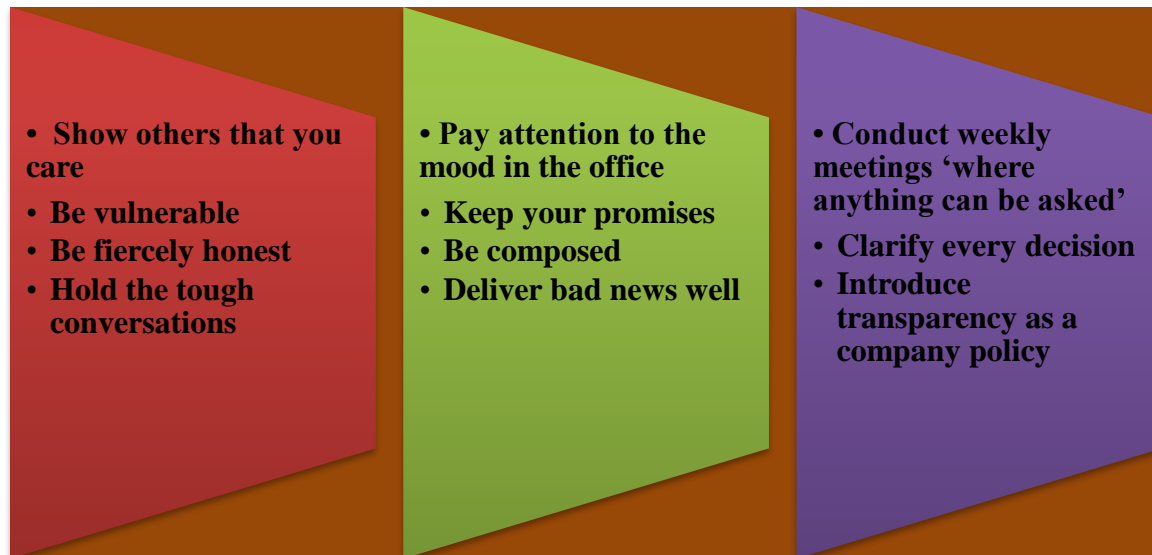 • Show others that you
care
• Be vulnerable
• Be fiercely honest
• Hold the tough
conversations
• Pay attention to the
mood in the office
• Keep your promises
• Be composed
• Deliver bad news well
• Conduct weekly
meetings ‘where
anything can be asked’
• Clarify every decision
• Introduce
transparency as a
company policy